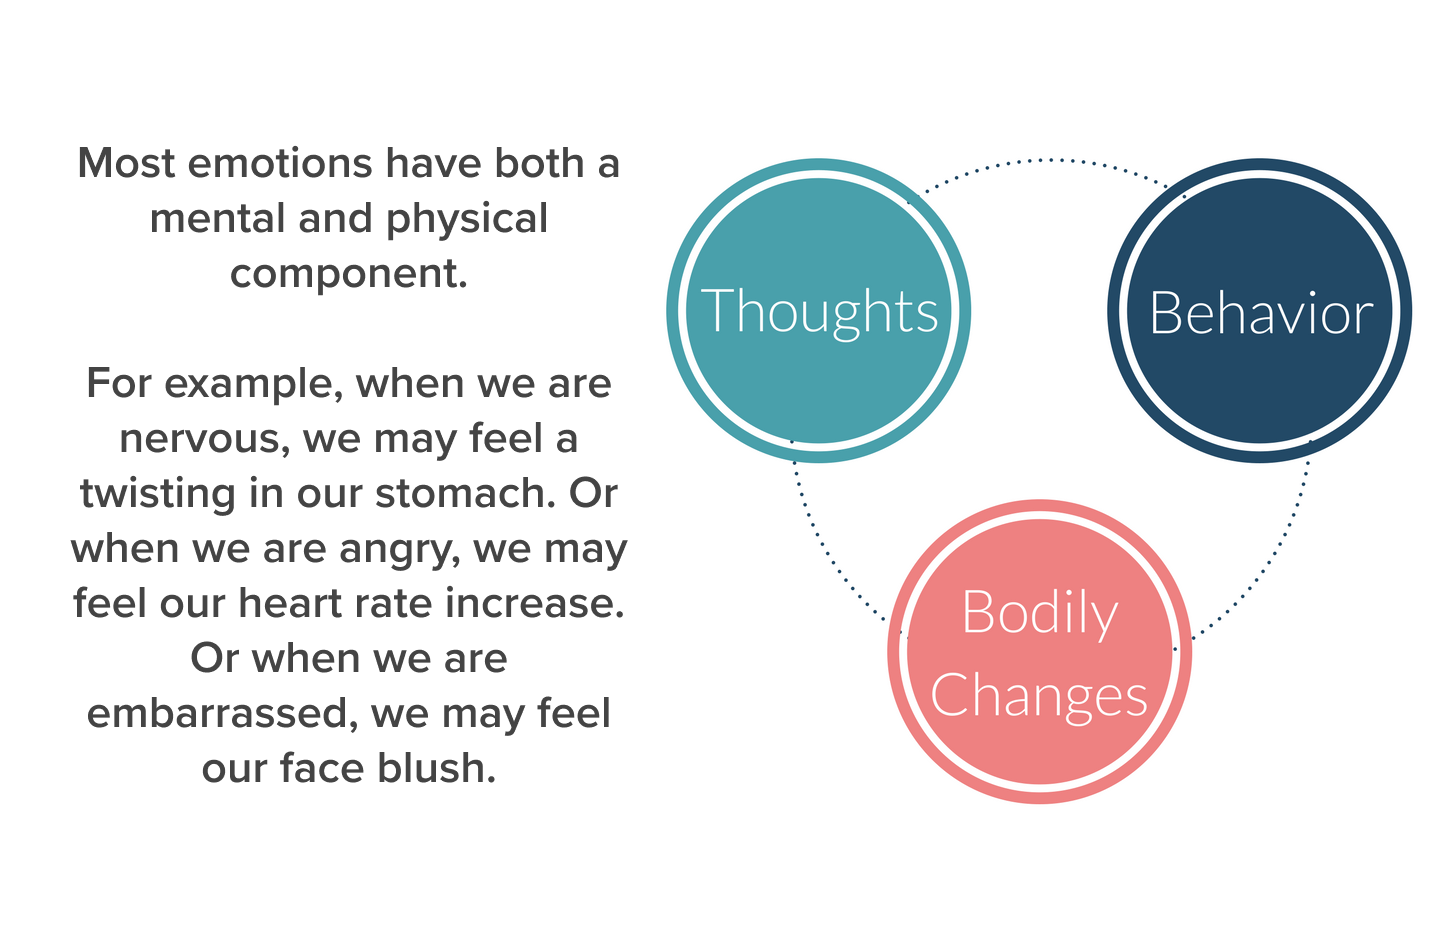 Most emotions have both a
mental and physical
component.
For example, when we are
nervous, we may feel a
twisting in our stomach. Or
when we are angry, we may
feel our heart rate increase.
Or when we are
embarrassed, we may feel
our face blush.
Thoughts
Behavior
Bodily
Changes